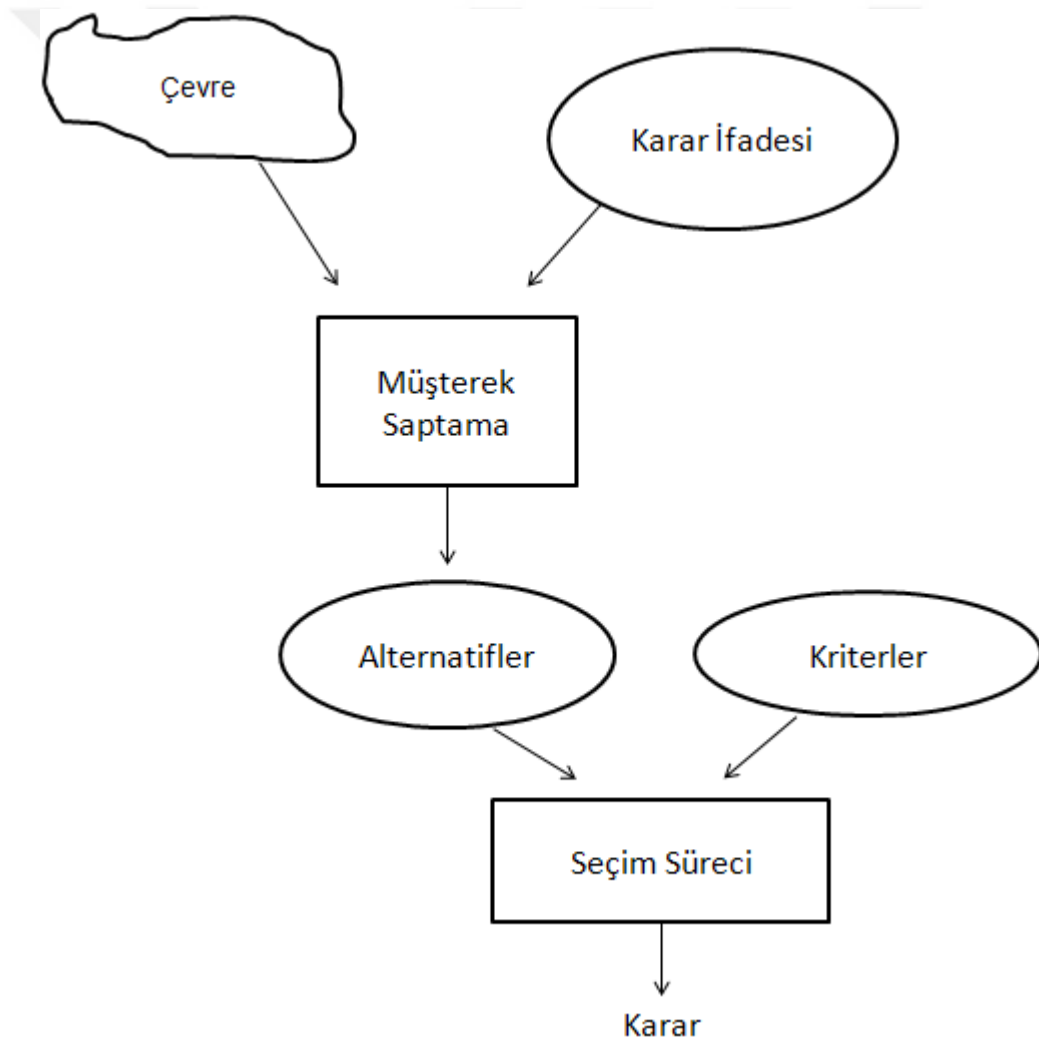 Çevre
Karar İfadesi
Müşterek
Saptama
Alternatifler
Kriterler
Seçim Süreci
Karar